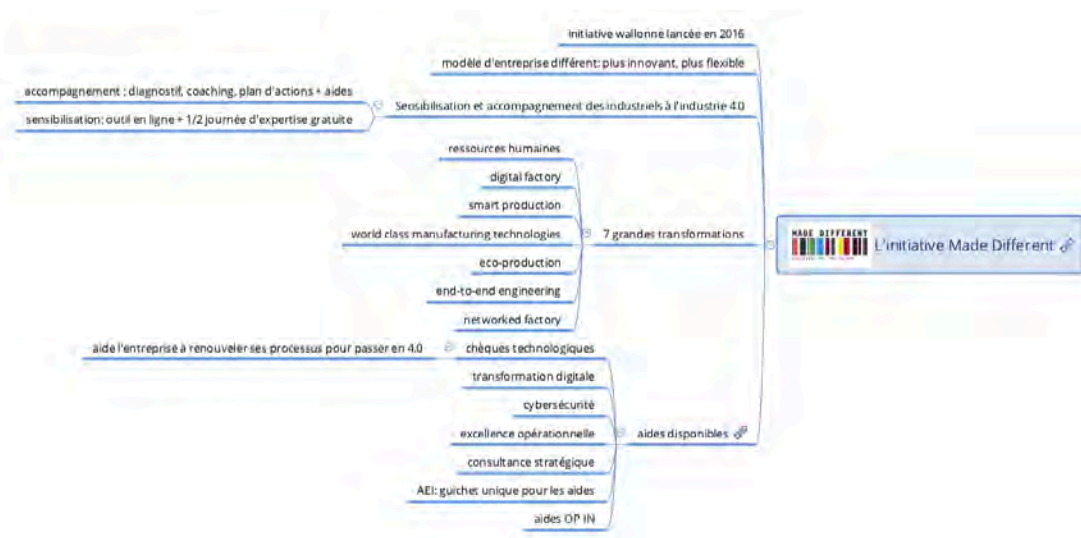 initiative wallonne lancée en 2016
modèle d'entreprise différent: plus innovant, plus flexible
accompagnement : diagnostif, coaching, plan d'actions + aides
sensibilisation: outil en ligne + 1/2 journée d'expertise gratuite
Sensibilisation et accompagnement des industriels à l'industrie 4.0
ressources humaines
digital factory
smart production
world class manufacturing technologies
eco-production
end-to-end engineering
networked factory
7 grandes transformations
MADE DIFFERENT
L'initiative Made Different
aide l'entreprise à renouveler ses processus pour passer en 4.0
chèques technologiques
transformation digitale
cybersécurité
excellence opérationnelle
consultance stratégique
AEI: guichet unique pour les aides
aides OP IN
aides disponibles